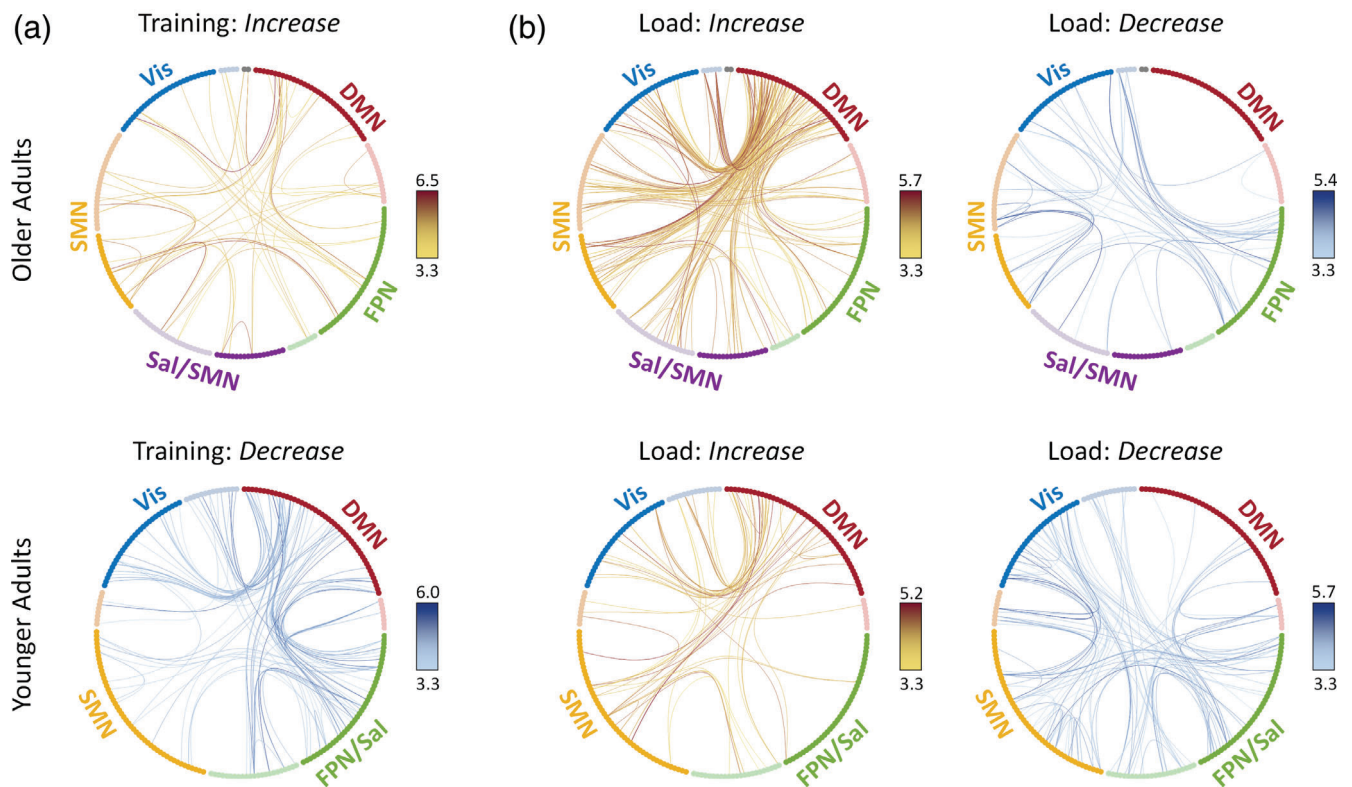 (a)
Training: Increase
(b)
Load: Increase
Load: Decrease
Older Adults
Vis
DMN
SMN
FPN
Sal/SMN
6.5
3.3
Vis
DMN
SMN
FPN
Sal/SMN
5.7
3.3
Vis
DMN
SMN
FPN
Sal/SMN
5.4
3.3
Training: Decrease
Load: Increase
Load: Decrease
Younger Adults
Vis
DMN
SMN
FPN/Sal
6.0
3.3
Vis
DMN
SMN
FPN/Sal
5.2
3.3
Vis
DMN
SMN
FPN/Sal
5.7
3.3